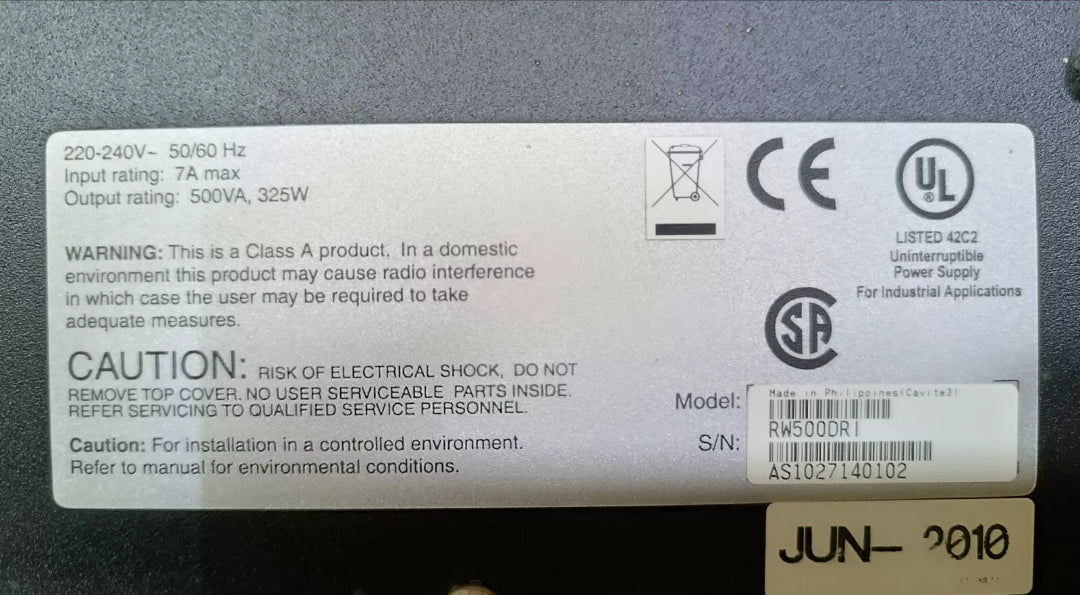 220-240V~ 50/60 Hz
Input rating: 7A max
Output rating: 500VA, 325W
WARNING: This is a Class A product. In a domestic
environment this product may cause radio interference
in which case the user may be required to take
adequate measures.
CAUTION: RISK OF ELECTRICAL SHOCK, DO NOT
REMOVE TOP COVER. NO USER SERVICEABLE PARTS INSIDE.
REFER SERVICING TO QUALIFIED SERVICE PERSONNEL.
Caution: For installation in a controlled environment.
Refer to manual for environmental conditions.
CE
UL
®
LISTED 42C2
Uninterruptible
Power Supply
For Industrial Applications
SA
Made in Philippines(Cavite3)
Model: RW500DRI
S/N: AS1027140102
JUN- 2010